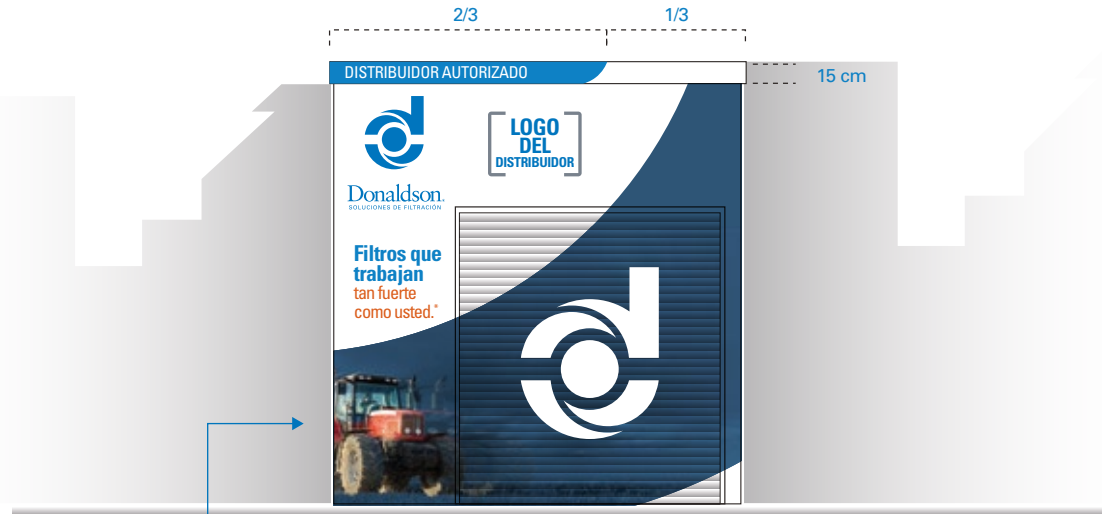 2/3
1/3
DISTRIBUIDOR AUTORIZADO
15 cm
LOGO
DEL
DISTRIBUIDOR
Donaldson.
SOLUCIONES DE FILTRACIÓN
Filtros que
trabajan
tan fuerte
como usted.®